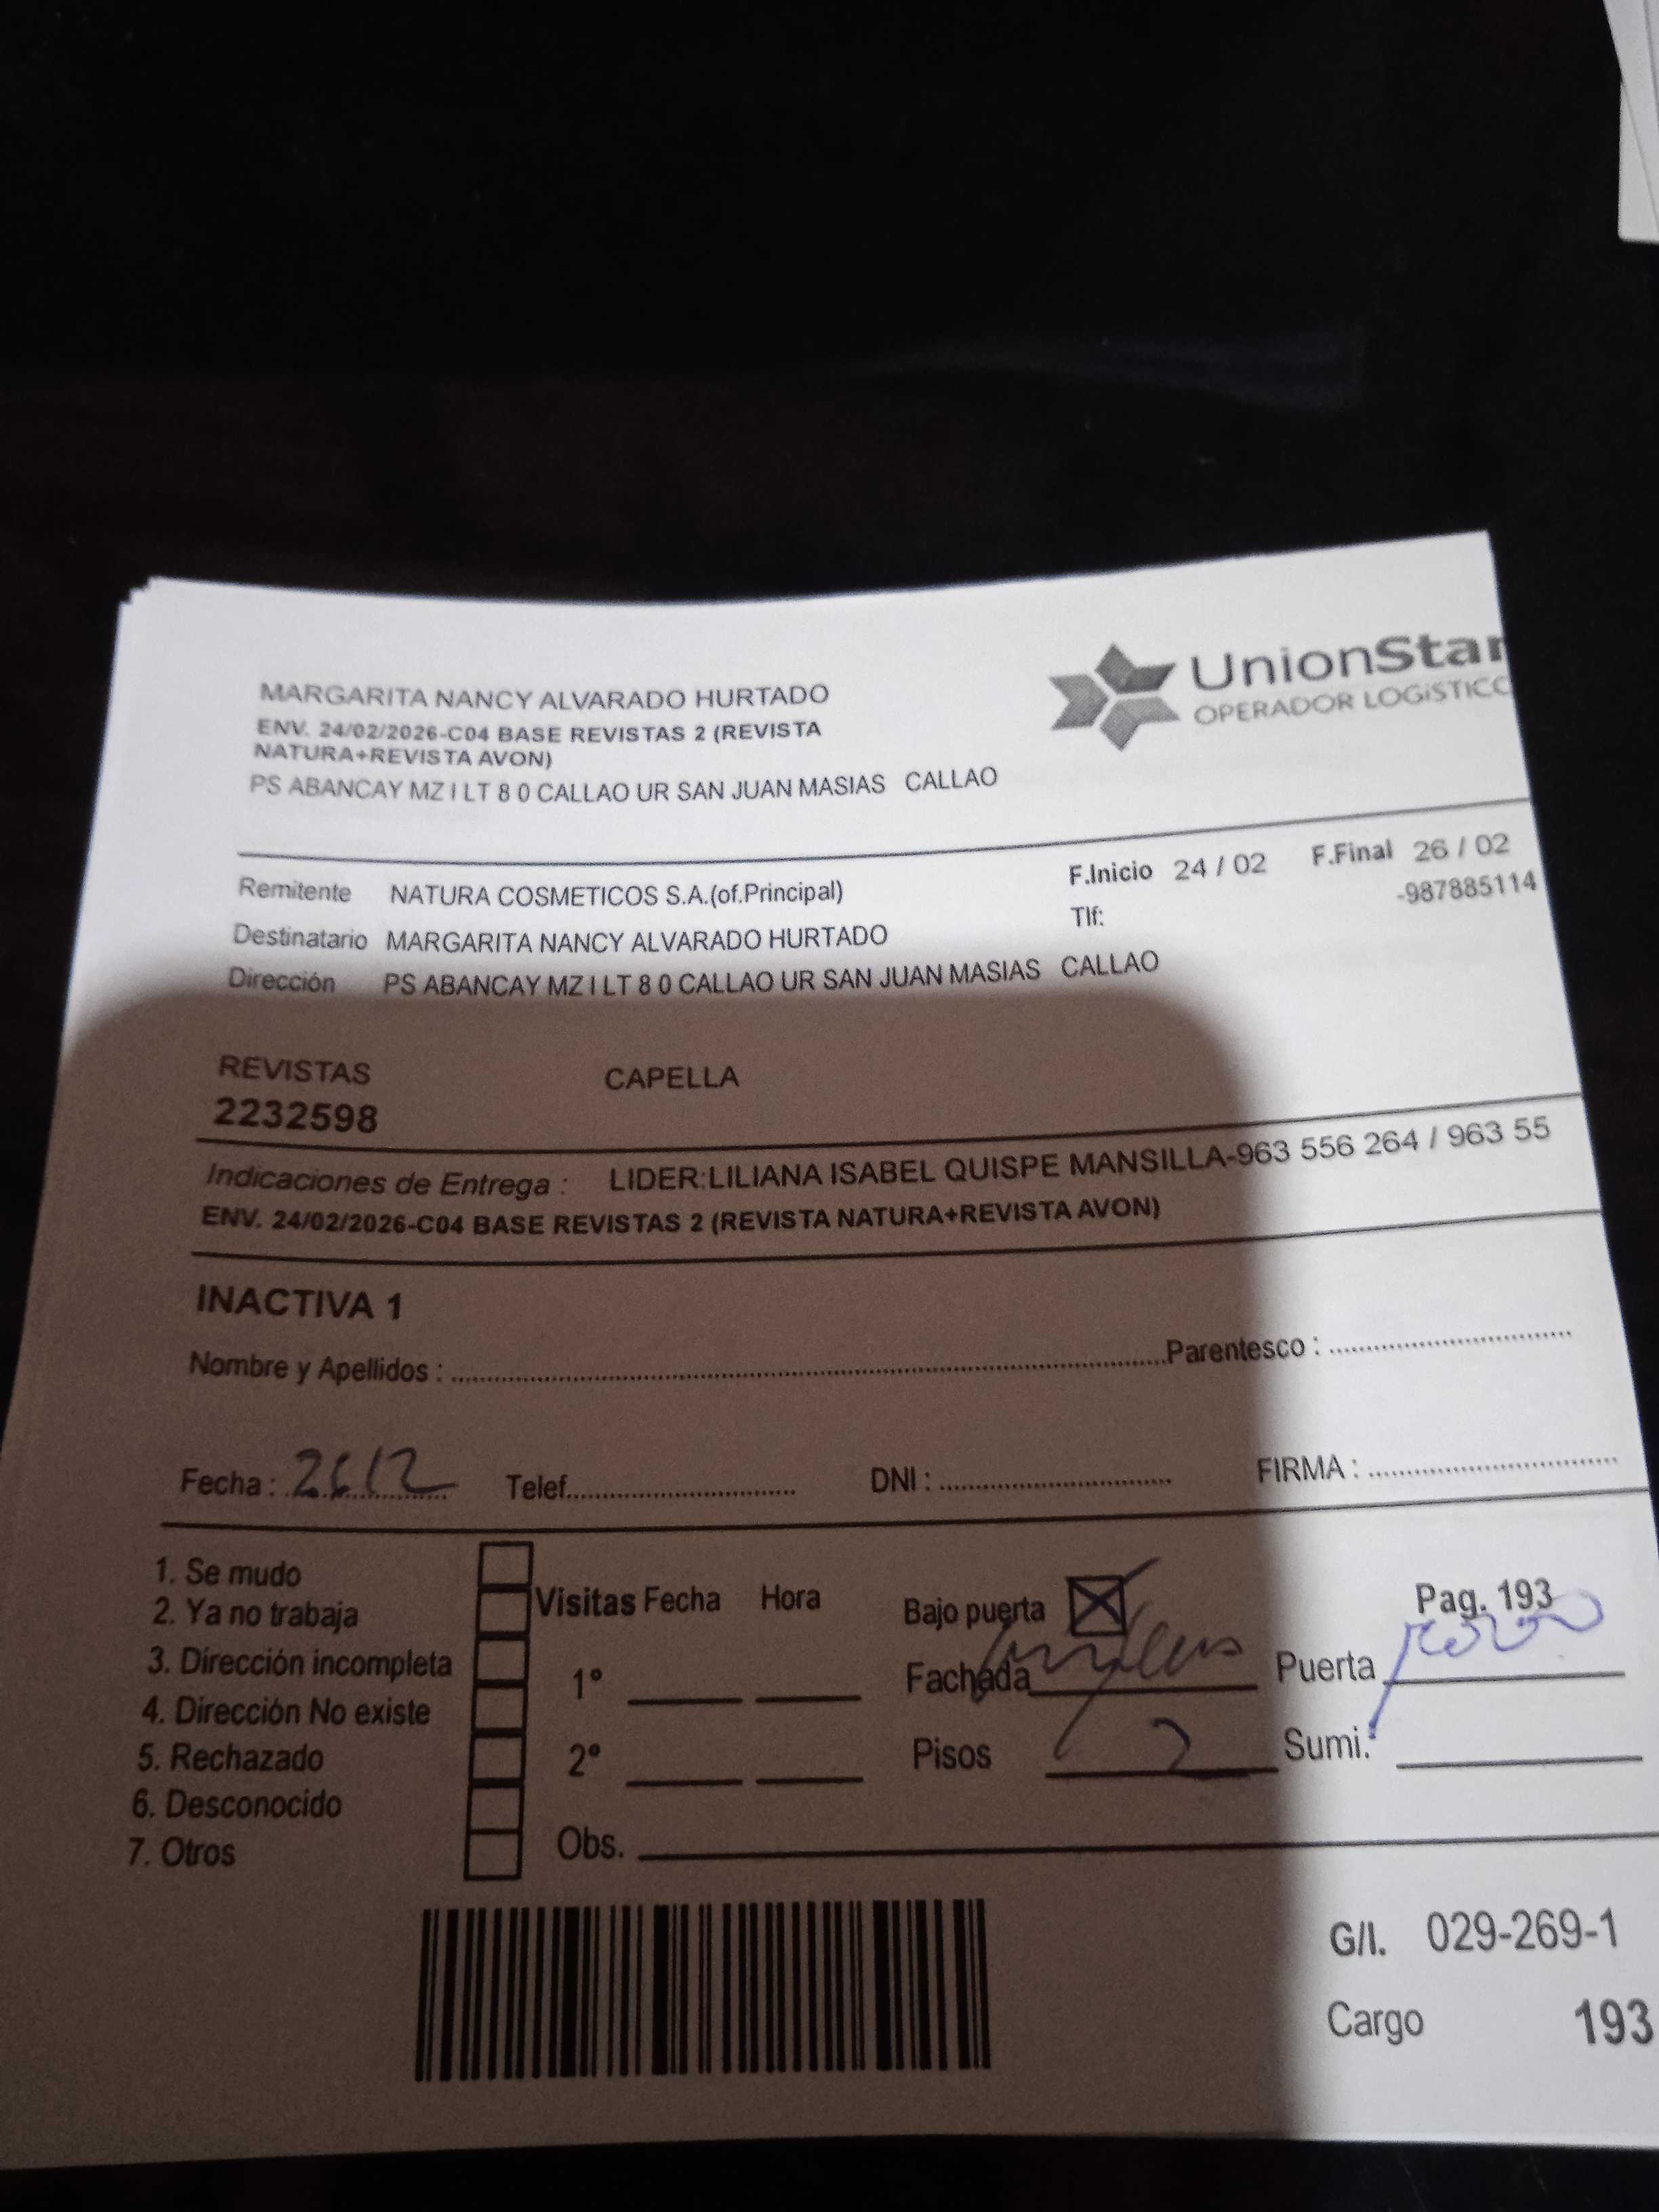 MARGARITA NANCY ALVARADO HURTADO
ENV. 24/02/2026-C04 BASE REVISTAS 2 (REVISTA
NATURA+REVISTA AVON)
PS ABANCAY MZ I LT 8 0 CALLAO UR SAN JUAN MASIAS CALLAO
UnionStar
OPERADOR LOGíSTICO
Remitente NATURA COSMETICOS S.A.(of.Principal)
F.Inicio 24 / 02 F.Final 26 / 02
Tlf: -987885114
Destinatario MARGARITA NANCY ALVARADO HURTADO
Dirección PS ABANCAY MZ I LT 8 0 CALLAO UR SAN JUAN MASIAS CALLAO
REVISTAS CAPELLA
2232598
Indicaciones de Entrega : LIDER:LILIANA ISABEL QUISPE MANSILLA-963 556 264 / 963 55
ENV. 24/02/2026-C04 BASE REVISTAS 2 (REVISTA NATURA+REVISTA AVON)
INACTIVA 1
Nombre y Apellidos : Parentesco :
Fecha : 26/2 Telef. DNI : FIRMA :
1. Se mudo
2. Ya no trabaja
3. Dirección incompleta
4. Dirección No existe
5. Rechazado
6. Desconocido
7. Otros
Visitas Fecha Hora
1°
2°
Obs.
Bajo puerta X
Fachada
Pisos 2
Pag. 193
Puerta
Sumi.
G/I. 029-269-1
Cargo 193